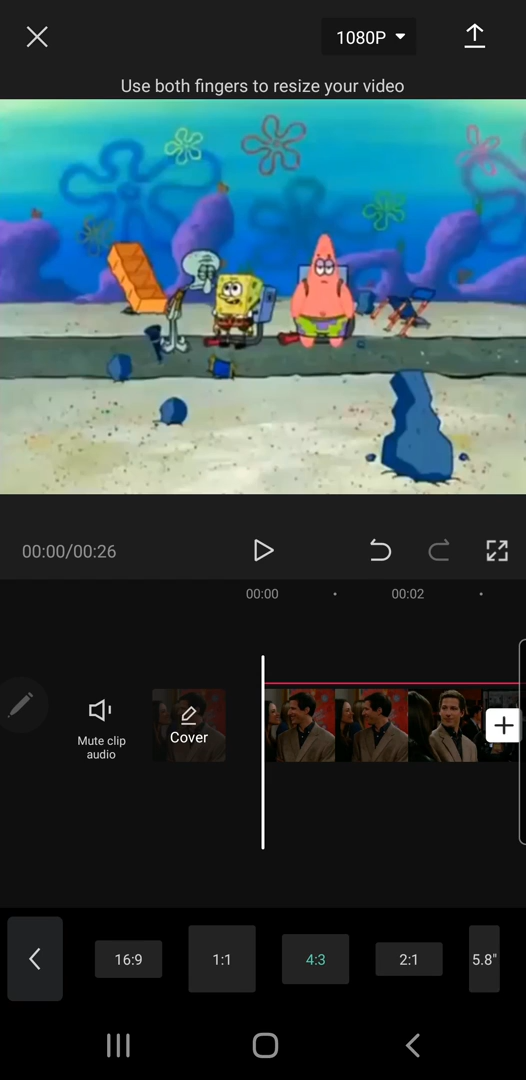 1080P
Use both fingers to resize your video
00:00/00:26
00:00
00:02
Mute clip
audio
Cover
16:9
1:1
4:3
2:1
5.8"